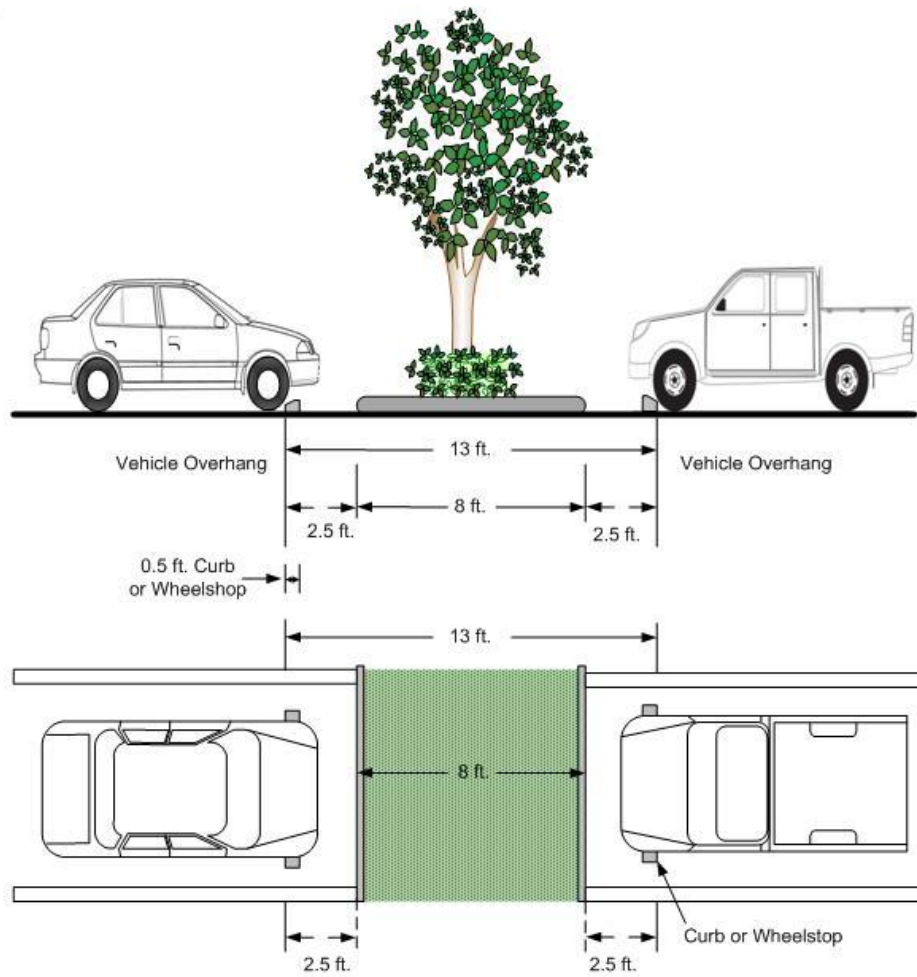 13 ft.
Vehicle Overhang
Vehicle Overhang
8 ft.
2.5 ft.
2.5 ft.
0.5 ft. Curb
or Wheelshop
13 ft.
8 ft.
Curb or Wheelstop
2.5 ft.
2.5 ft.